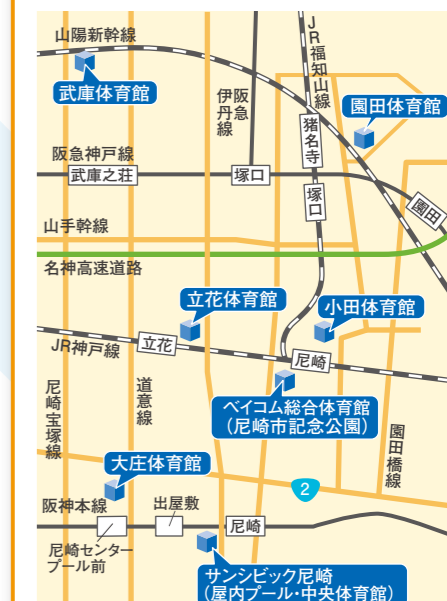 山陽新幹線
JR福知山線
武庫体育館
阪急
伊丹線
園田体育館
猪名寺
阪急神戸線
武庫之荘
塚口
塚口
園田
山手幹線
名神高速道路
立花体育館
小田体育館
JR神戸線
立花
尼崎
尼崎宝塚線
道意線
ベイコム総合体育館
(尼崎市記念公園)
園田橋線
大庄体育館
2
阪神本線
出屋敷
尼崎
尼崎センター
プール前
サンシビック尼崎
(屋内プール・中央体育館)